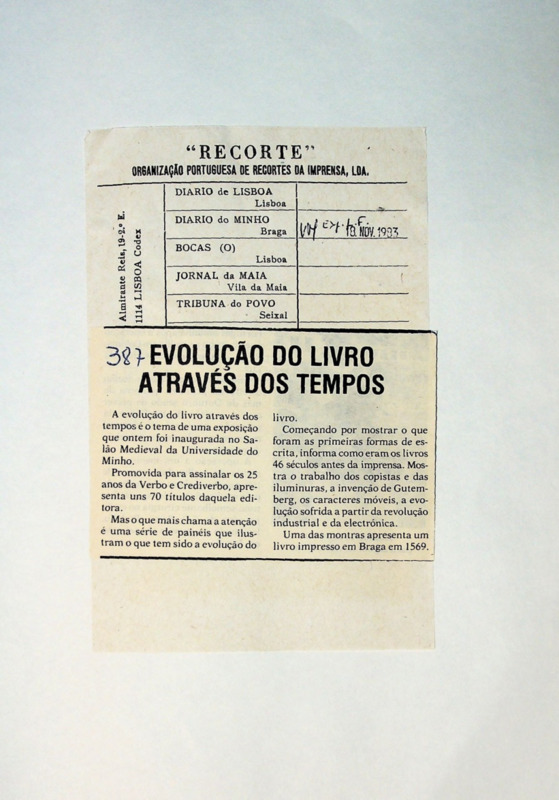 "RECORTE"
ORGANIZAÇÃO PORTUGUESA DE RECORTES DA IMPRENSA, LDA.
Almirante Reis, 19-2.º E.
1114 LISBOA Codex
DIARIO de LISBOA
Lisboa
DIARIO do MINHO
Braga
NOV. 1983
BOCAS (O)
Lisboa
JORNAL da MAIA
Vila da Maia
TRIBUNA do POVO
Seixal
387 EVOLUÇÃO DO LIVRO
ATRAVÉS DOS TEMPOS
A evolução do livro através dos
tempos é o tema de uma exposição
que ontem foi inaugurada no Sa-
lão Medieval da Universidade do
Minho.
Promovida para assinalar os 25
anos da Verbo e Crediverbo, apre-
senta uns 70 títulos daquela edi-
tora.
Mas o que mais chama a atenção
é uma série de painéis que ilus-
tram o que tem sido a evolução do
livro.
Começando por mostrar o que
foram as primeiras formas de es-
crita, informa como eram os livros
46 séculos antes da imprensa. Mos-
tra o trabalho dos copistas e das
iluminuras, a invenção de Gutem-
berg, os caracteres móveis, a evo-
lução sofrida a partir da revolução
industrial e da electrónica.
Uma das montras apresenta um
livro impresso em Braga em 1569.